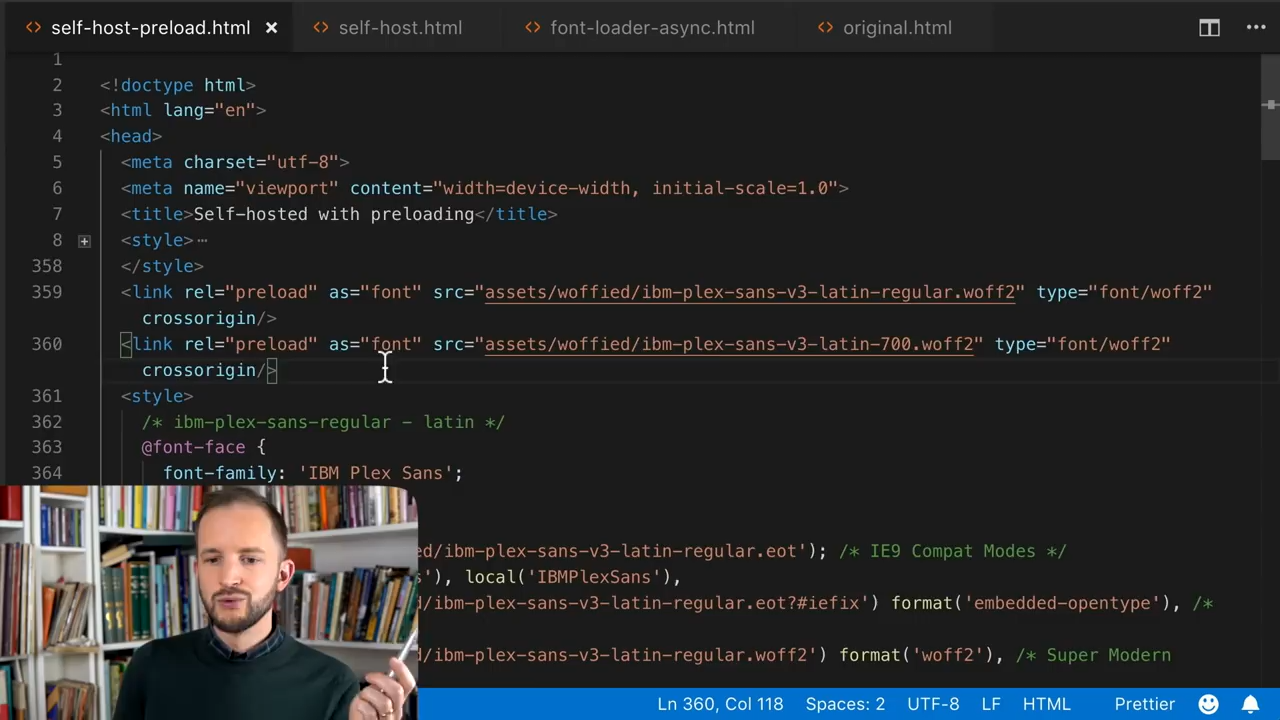 self-host-preload.html
self-host.html
font-loader-async.html
original.html
1
2 <!doctype html>
3 <html lang="en">
4 <head>
5 <meta charset="utf-8">
6 <meta name="viewport" content="width=device-width, initial-scale=1.0">
7 <title>Self-hosted with preloading</title>
8 <style>⋯
358 </style>
359 <link rel="preload" as="font" src="assets/woffied/ibm-plex-sans-v3-latin-regular.woff2" type="font/woff2"
crossorigin/>
360 <link rel="preload" as="font" src="assets/woffied/ibm-plex-sans-v3-latin-700.woff2" type="font/woff2"
crossorigin/>
361 <style>
362 /* ibm-plex-sans-regular - latin */
363 @font-face {
364 font-family: 'IBM Plex Sans';
ed/ibm-plex-sans-v3-latin-regular.eot'); /* IE9 Compat Modes */
s'), local('IBMPlexSans'),
/ibm-plex-sans-v3-latin-regular.eot?#iefix') format('embedded-opentype'), /*
/ibm-plex-sans-v3-latin-regular.woff2') format('woff2'), /* Super Modern
Ln 360, Col 118 Spaces: 2 UTF-8 LF HTML Prettier